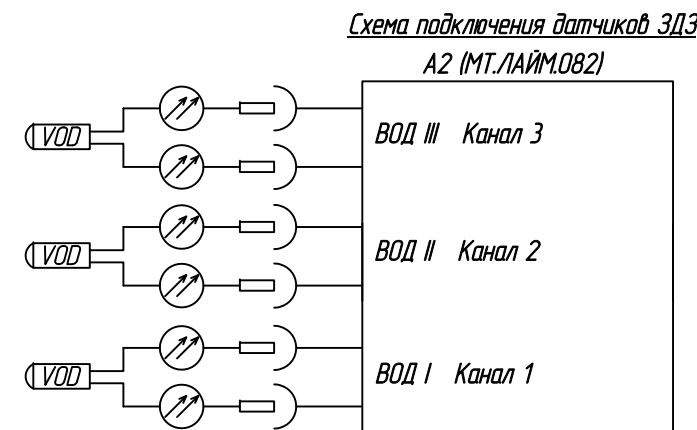 Схема подключения датчиков ЗДЗ
А2 (МТ.ЛАЙМ.082)
VOD
ВОД III Канал 3
VOD
ВОД II Канал 2
VOD
ВОД I Канал 1